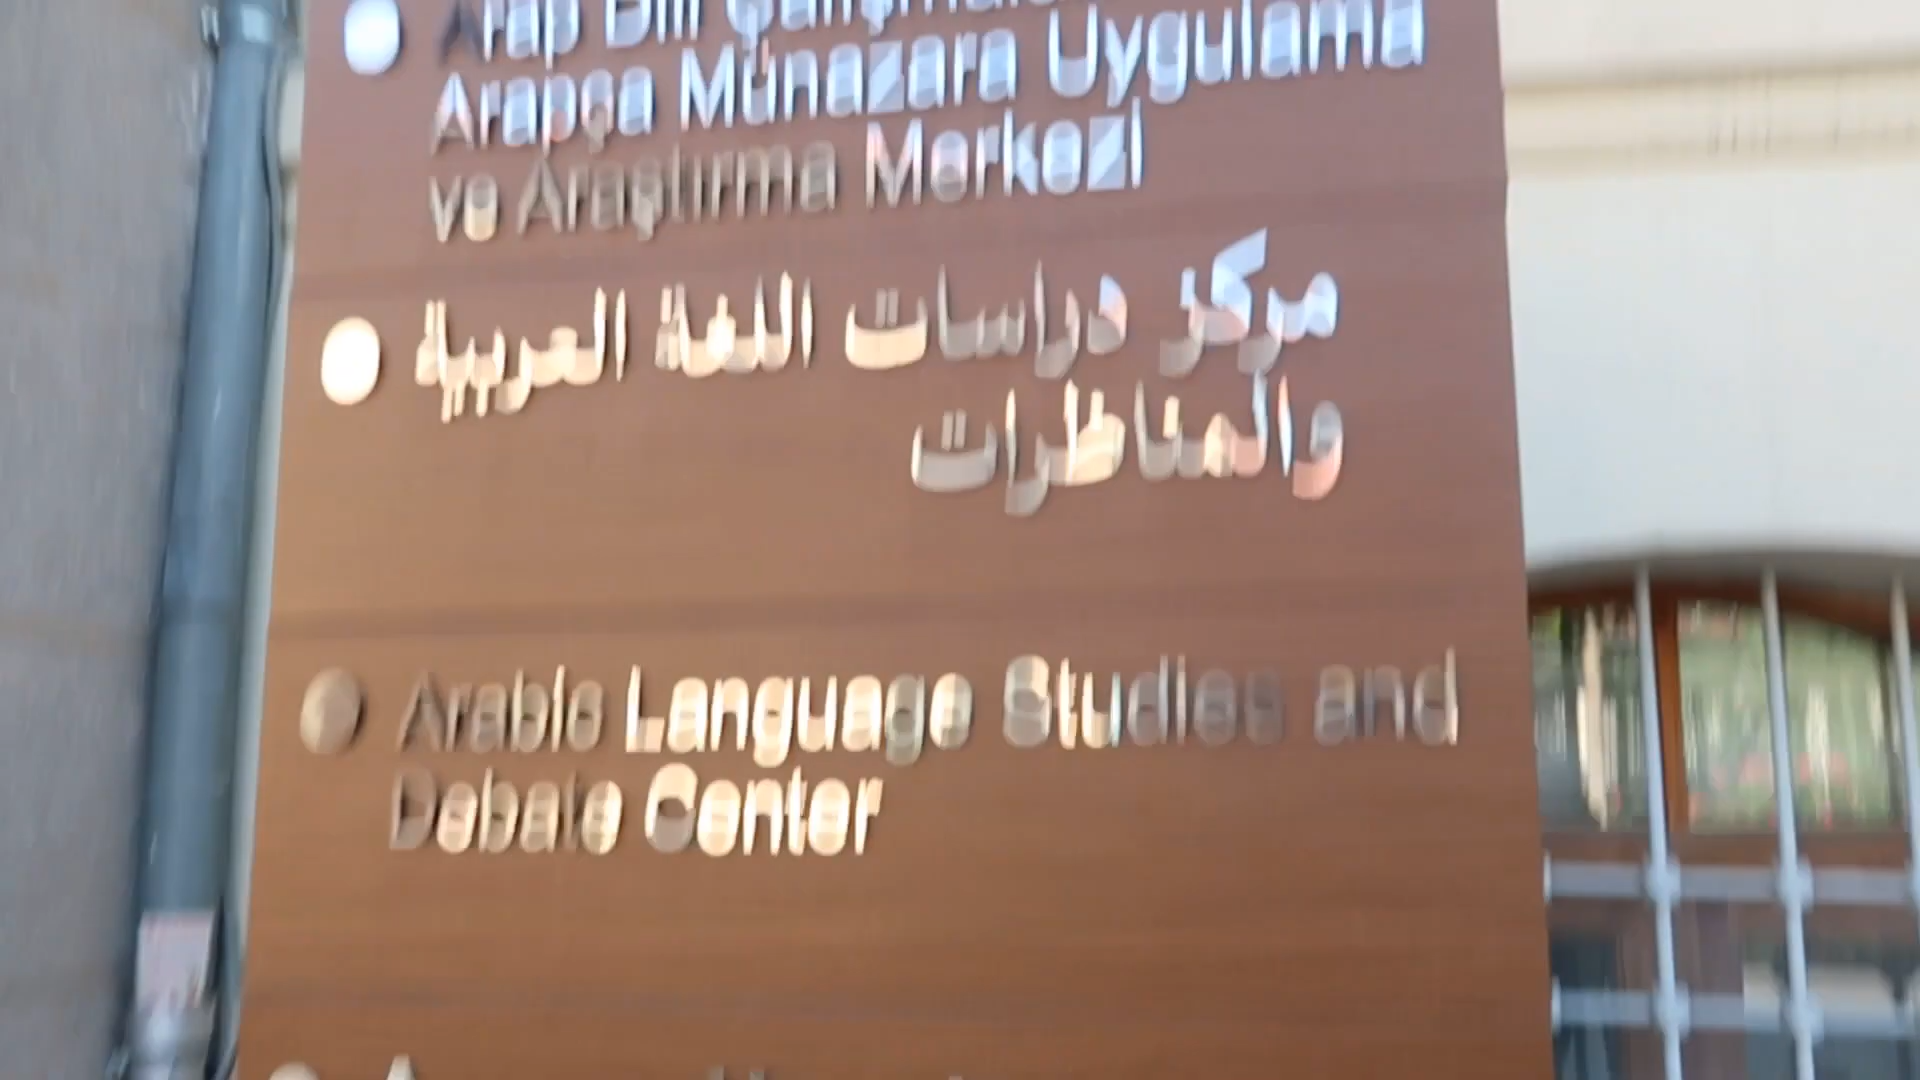 Arap Dili Çalışmaları
Arapça Münazara Uygulama
ve Araştırma Merkezi
مركز دراسات اللغة العربية
والمناظرات
Arabic Language Studies and
Debate Center